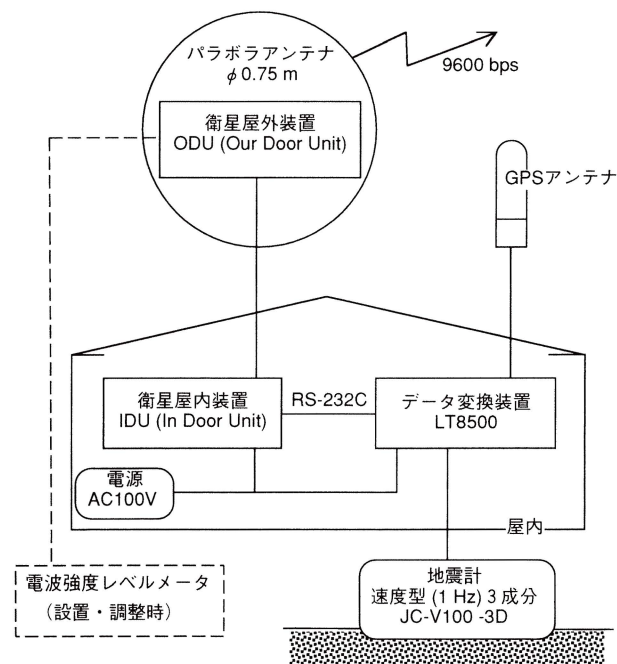 パラボラアンテナ
φ0.75 m
9600 bps
衛星屋外装置
ODU (Our Door Unit)
GPSアンテナ
衛星屋内装置
IDU (In Door Unit)
RS-232C
データ変換装置
LT8500
電源
AC100V
屋内
電波強度レベルメータ
（設置・調整時）
地震計
速度型 (1 Hz) 3 成分
JC-V100 -3D